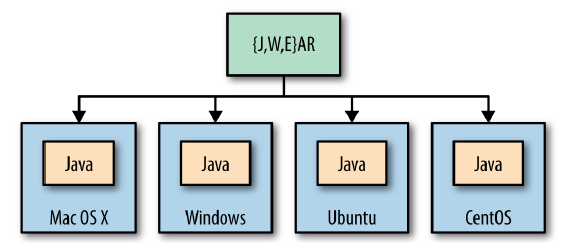 {J,W,E}AR
Java
Java
Java
Java
Mac OS X
Windows
Ubuntu
CentOS